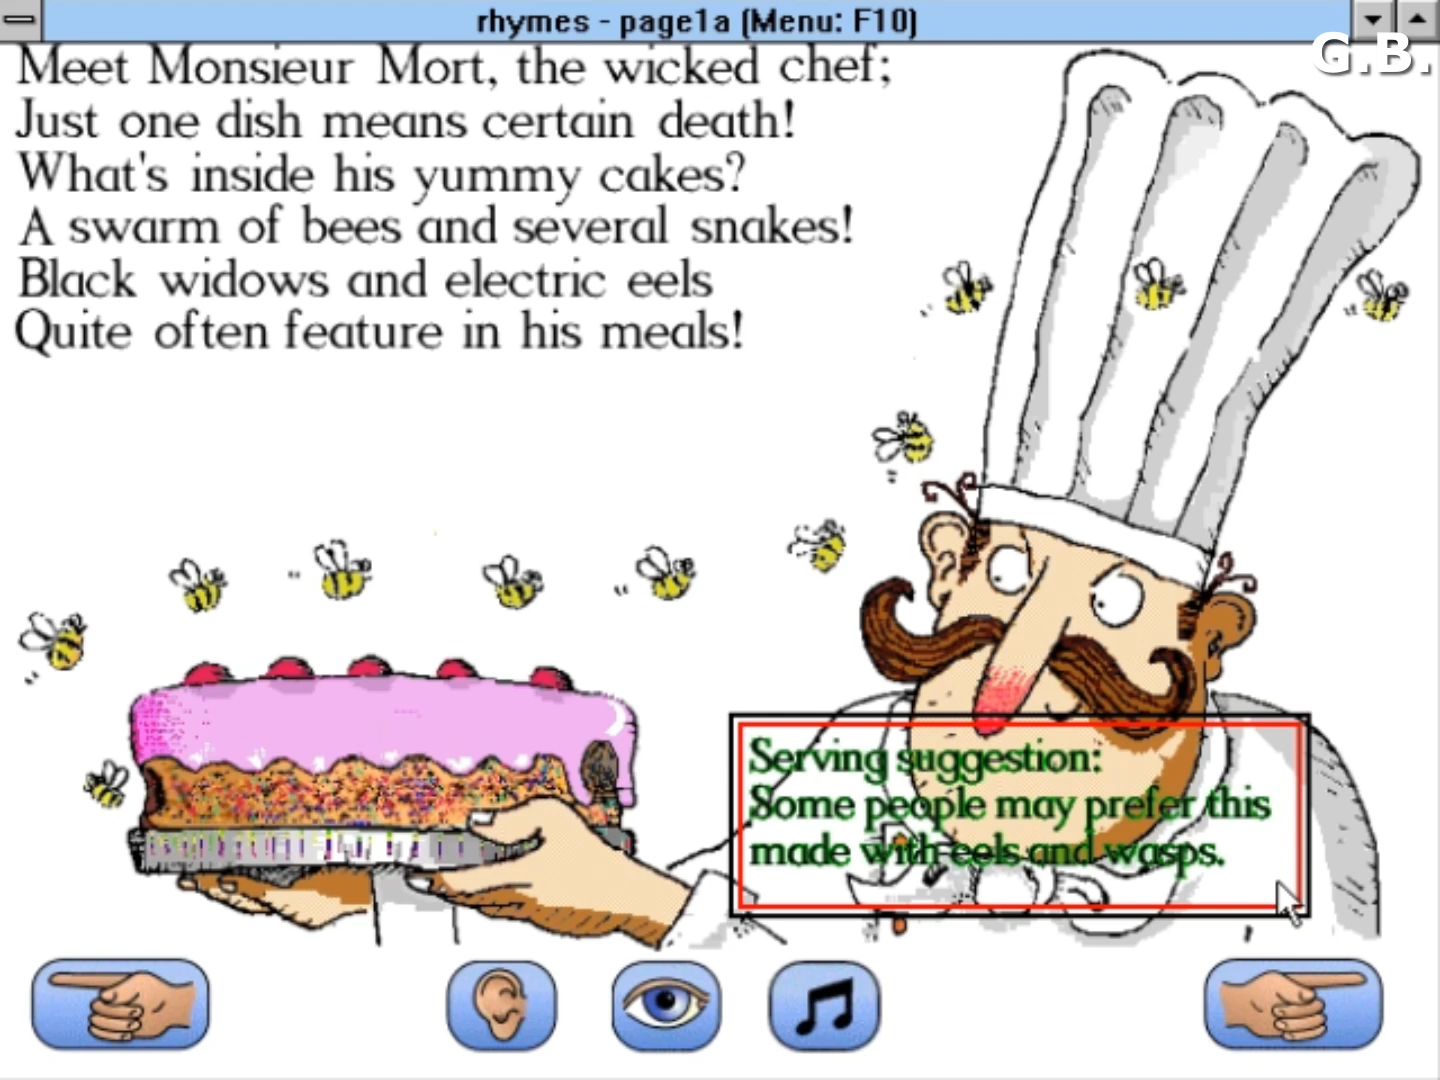 rhymes - page1a (Menu: F10)
G.B.
Meet Monsieur Mort, the wicked chef;
Just one dish means certain death!
What's inside his yummy cakes?
A swarm of bees and several snakes!
Black widows and electric eels
Quite often feature in his meals!
Serving suggestion:
Some people may prefer this
made with eels and wasps.